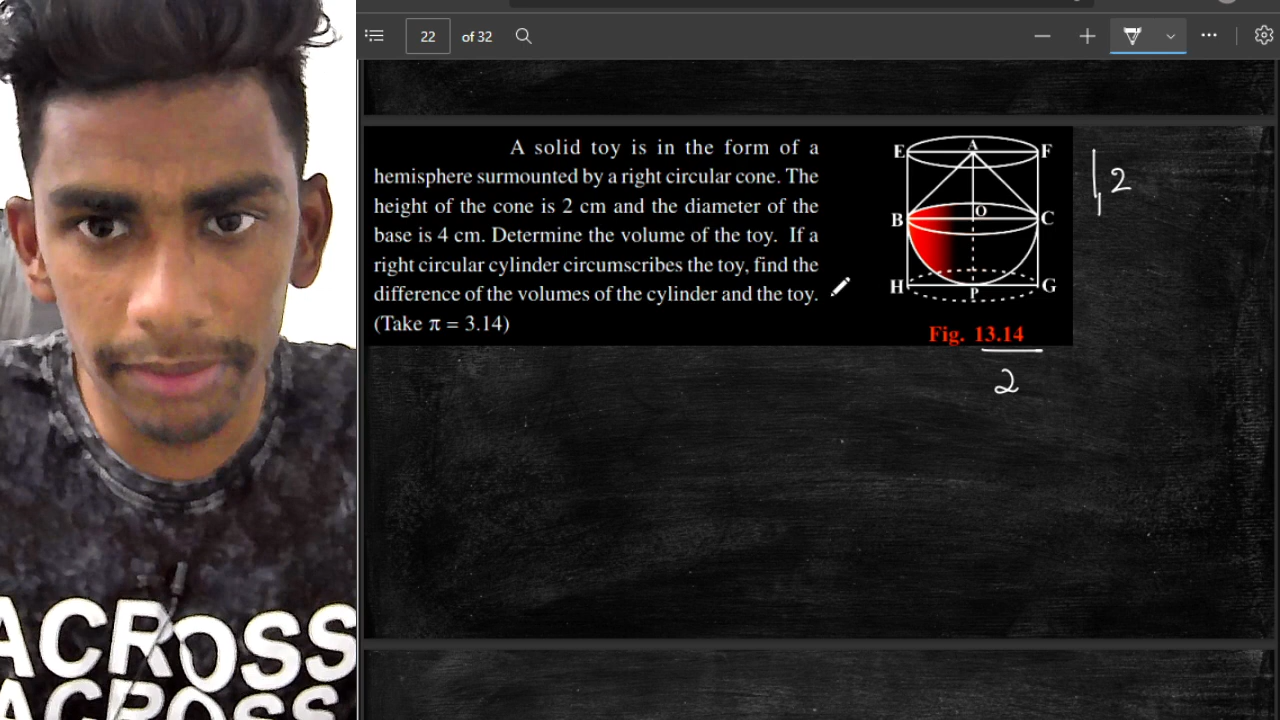 22 of 32
A solid toy is in the form of a
hemisphere surmounted by a right circular cone. The
height of the cone is 2 cm and the diameter of the
base is 4 cm. Determine the volume of the toy. If a
right circular cylinder circumscribes the toy, find the
difference of the volumes of the cylinder and the toy.
(Take π = 3.14)
E A F
B O C
H P G
Fig. 13.14
2
2
ACROSS
ACROSS